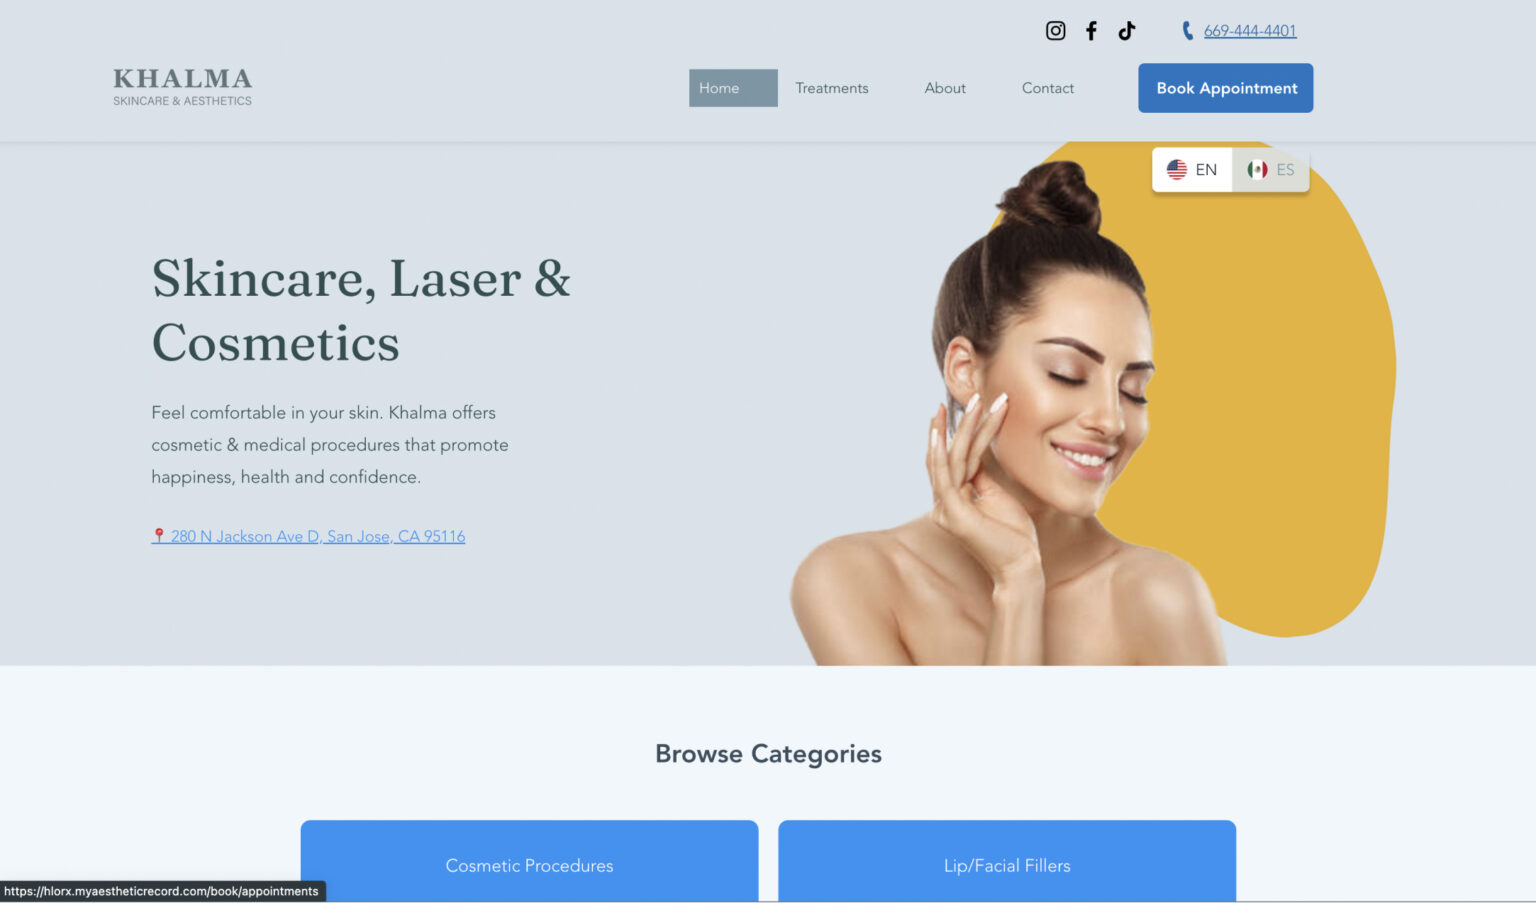 669-444-4401
KHALMA
SKINCARE & AESTHETICS
Home
Treatments
About
Contact
Book Appointment
EN
ES
Skincare, Laser &
Cosmetics
Feel comfortable in your skin. Khalma offers
cosmetic & medical procedures that promote
happiness, health and confidence.
280 N Jackson Ave D, San Jose, CA 95116
Browse Categories
Cosmetic Procedures
Lip/Facial Fillers
https://hlorx.myaestheticrecord.com/book/appointments